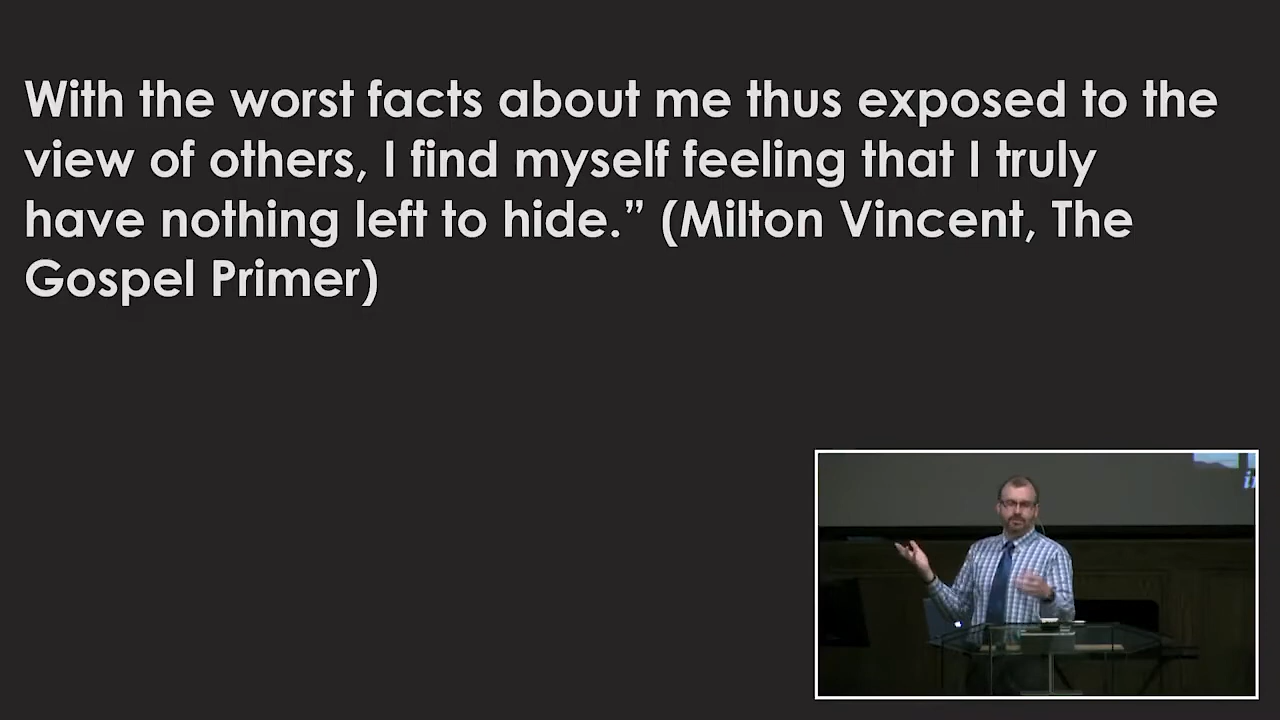 With the worst facts about me thus exposed to the
view of others, I find myself feeling that I truly
have nothing left to hide.” (Milton Vincent, The
Gospel Primer)